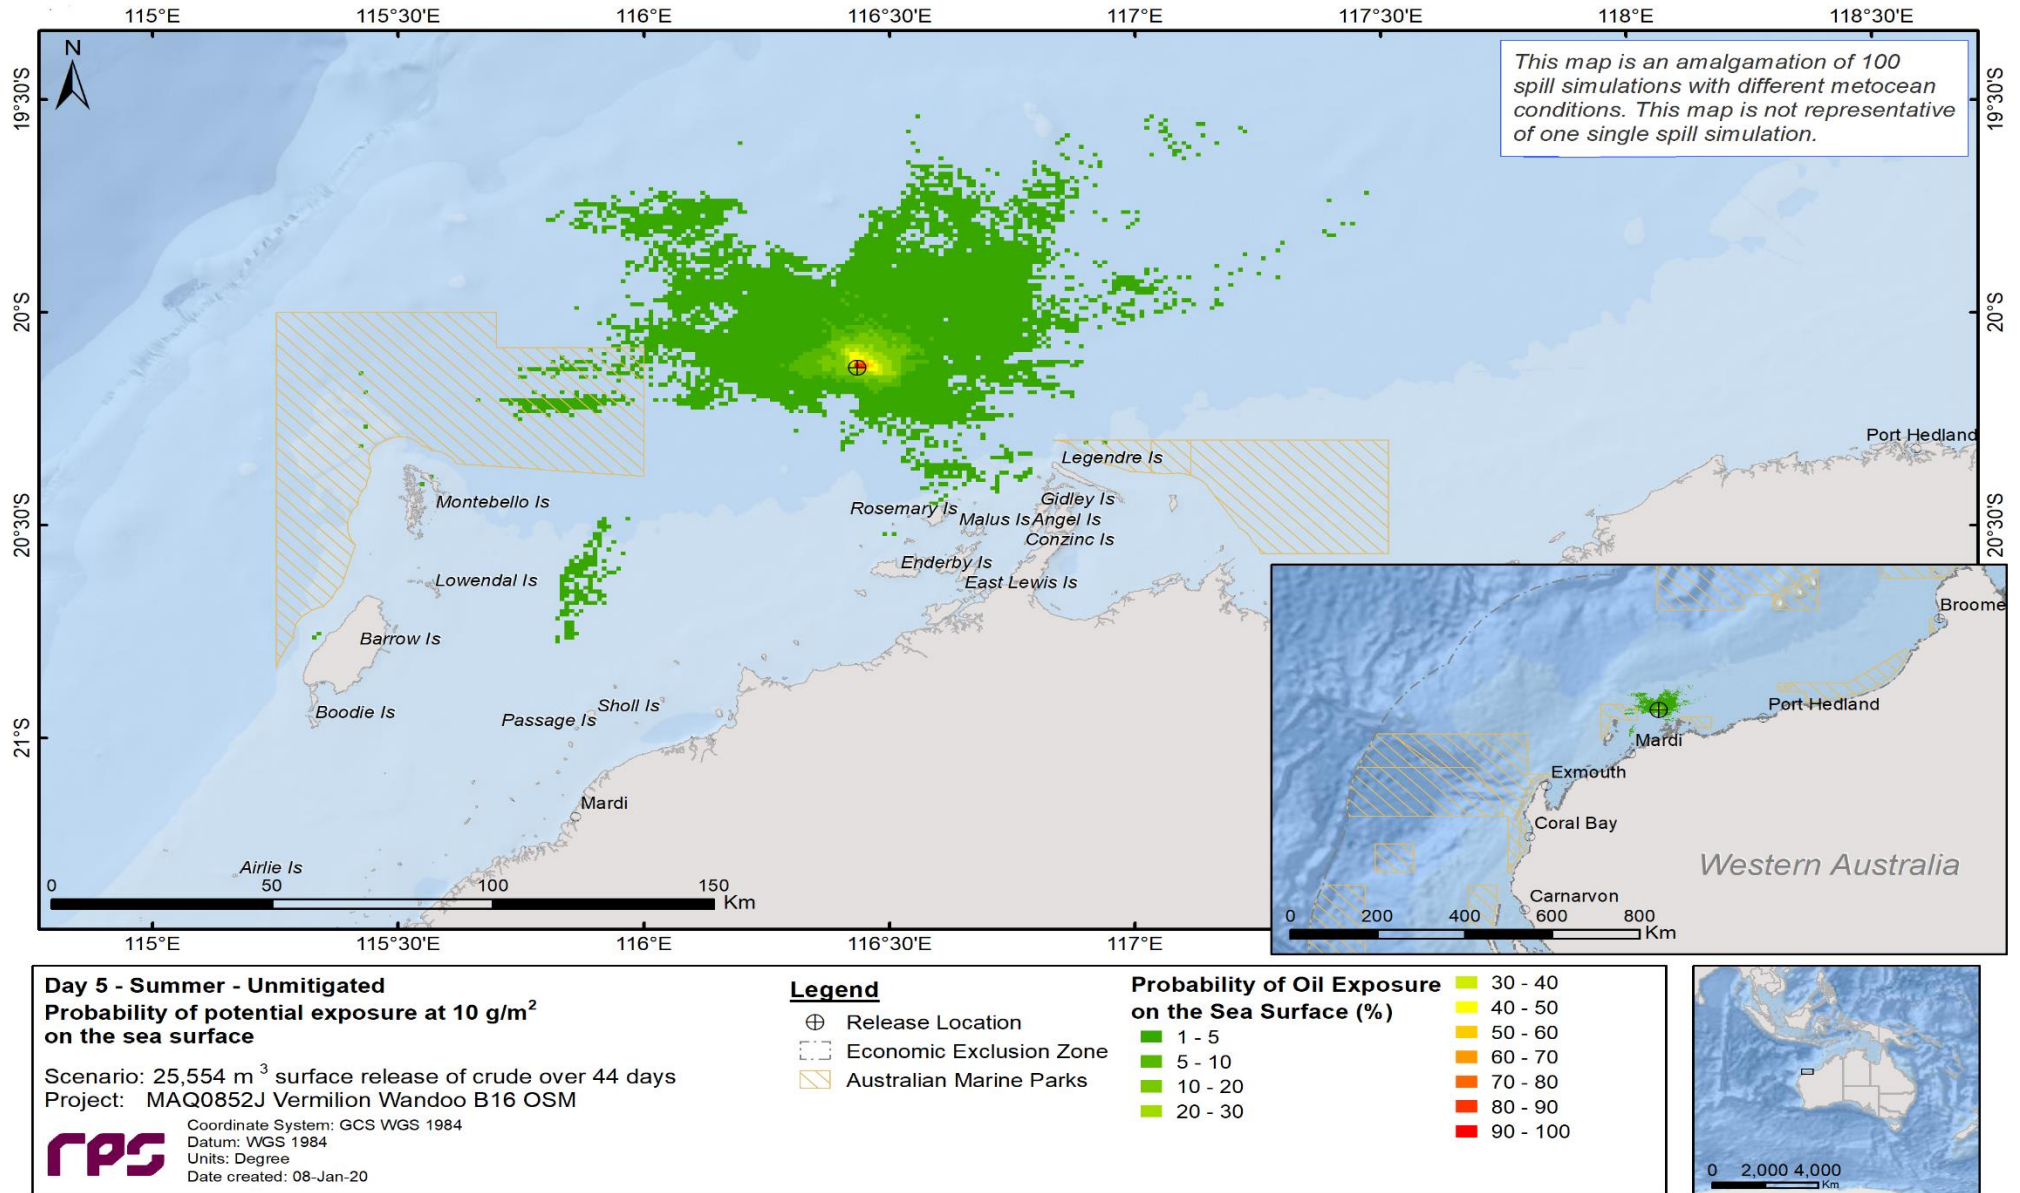 115°E 115°30'E 116°E 116°30'E 117°E 117°30'E 118°E 118°30'E
N
This map is an amalgamation of 100
spill simulations with different metocean
conditions. This map is not representative
of one single spill simulation.
19°30'S 19°30'S
20°S 20°S
Port Hedland
Legendre Is
Montebello Is
Gidley Is
Rosemary Is
Malus Is Angel Is
20°30'S 20°30'S
Conzinc Is
Enderby Is
Lowendal Is
East Lewis Is
Barrow Is
Sholl Is
Boodie Is
Passage Is
21°S
Mardi
Airlie Is
0 50 100 150
Km
115°E 115°30'E 116°E 116°30'E 117°E
Broome
Port Hedland
Mardi
Exmouth
Coral Bay
Western Australia
Carnarvon
0 200 400 600 800
Km
Day 5 - Summer - Unmitigated
Probability of potential exposure at 10 g/m²
on the sea surface
Scenario: 25,554 m³ surface release of crude over 44 days
Project: MAQ0852J Vermilion Wandoo B16 OSM
rps
Coordinate System: GCS WGS 1984
Datum: WGS 1984
Units: Degree
Date created: 08-Jan-20
Legend
Release Location
Economic Exclusion Zone
Australian Marine Parks
Probability of Oil Exposure
on the Sea Surface (%)
1 - 5
5 - 10
10 - 20
20 - 30
30 - 40
40 - 50
50 - 60
60 - 70
70 - 80
80 - 90
90 - 100
0 2,000 4,000
Km